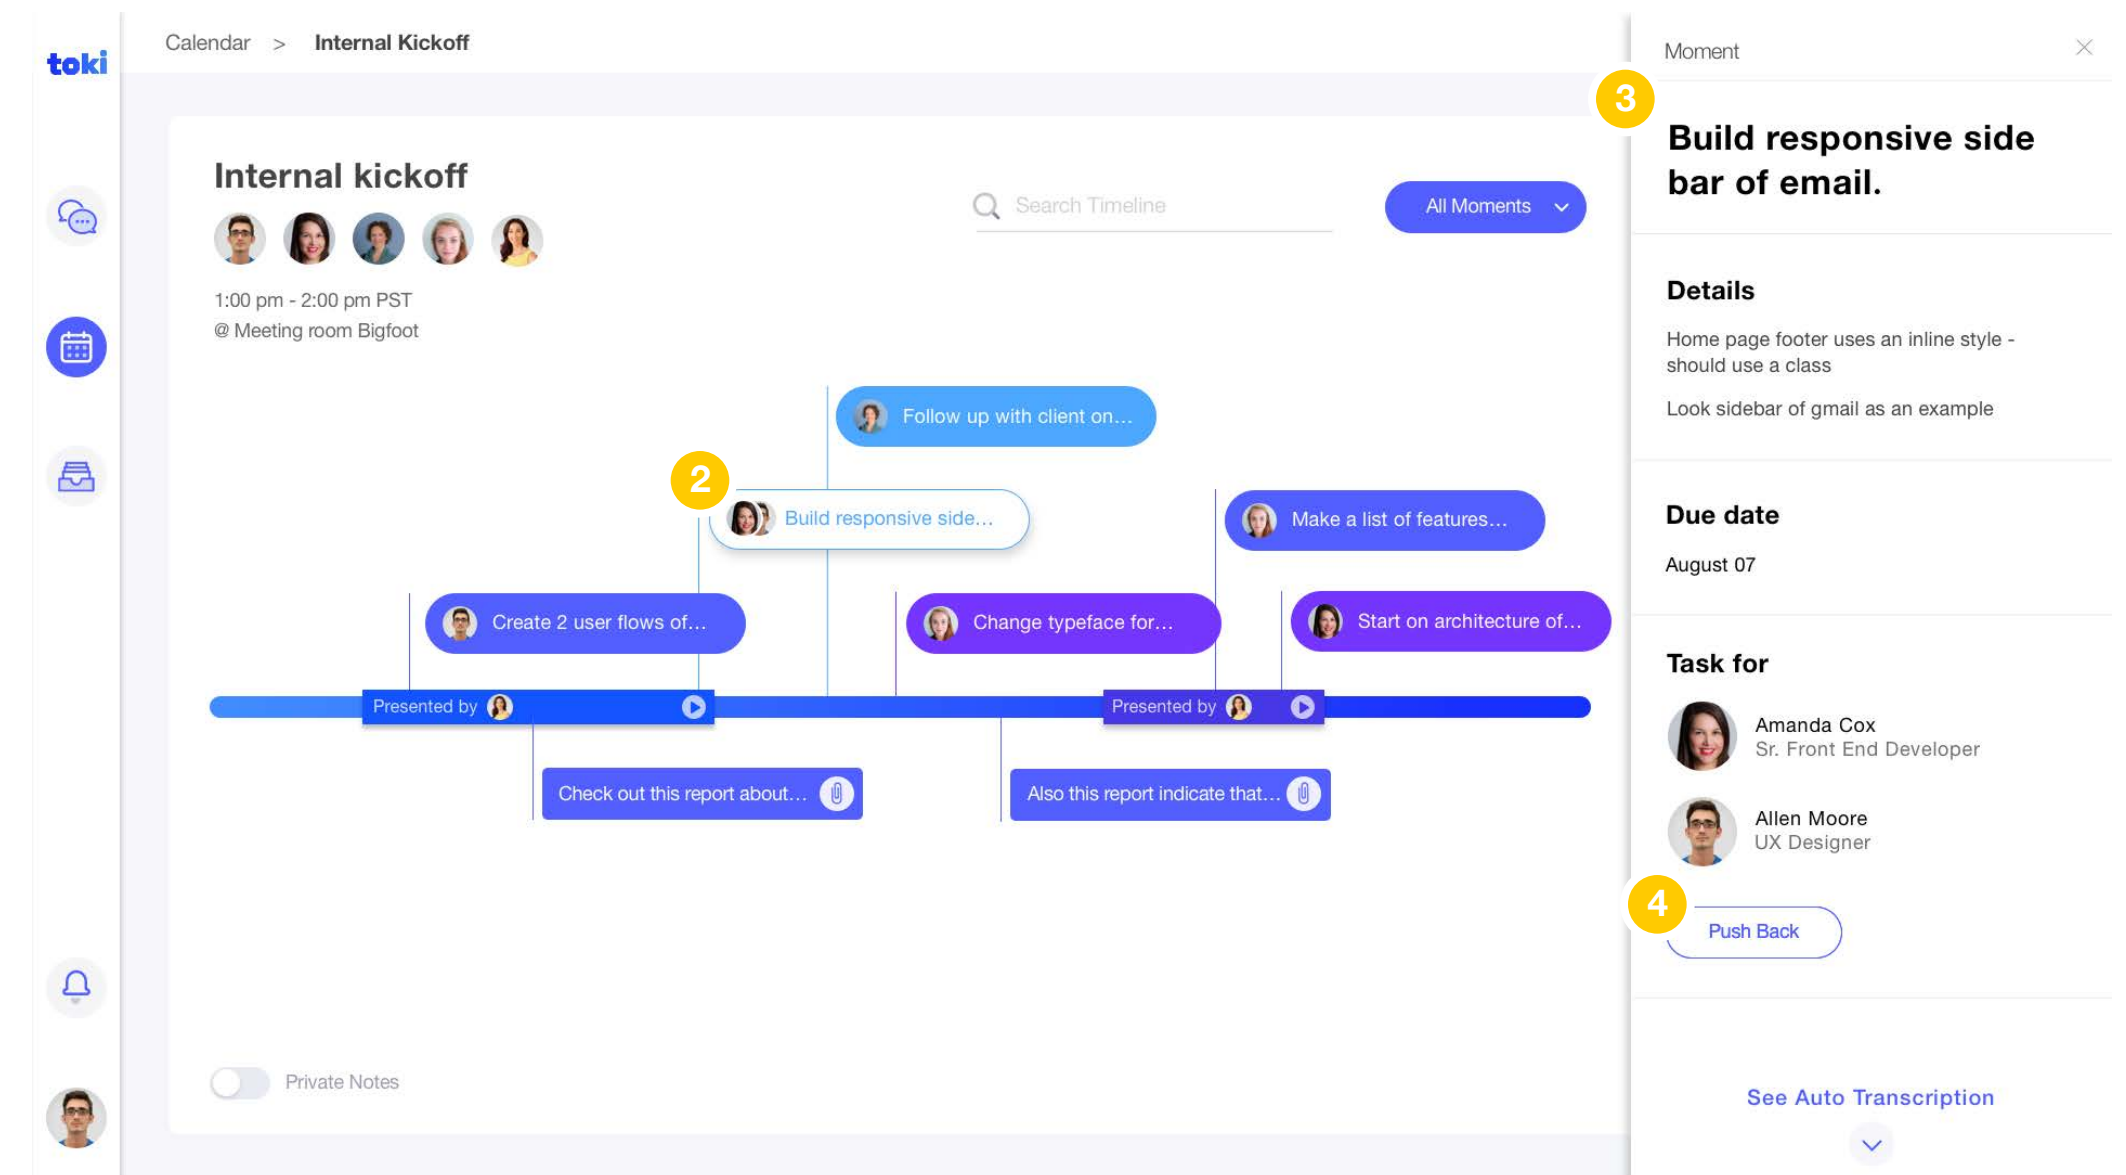 toki
Calendar > Internal Kickoff
Internal kickoff
1:00 pm - 2:00 pm PST
@ Meeting room Bigfoot
Search Timeline
All Moments
Follow up with client on...
2
Build responsive side...
Make a list of features...
Create 2 user flows of...
Change typeface for...
Start on architecture of...
Presented by
Presented by
Check out this report about...
Also this report indicate that...
Private Notes
Moment
3
Build responsive side
bar of email.
Details
Home page footer uses an inline style -
should use a class
Look sidebar of gmail as an example
Due date
August 07
Task for
Amanda Cox
Sr. Front End Developer
Allen Moore
UX Designer
4
Push Back
See Auto Transcription